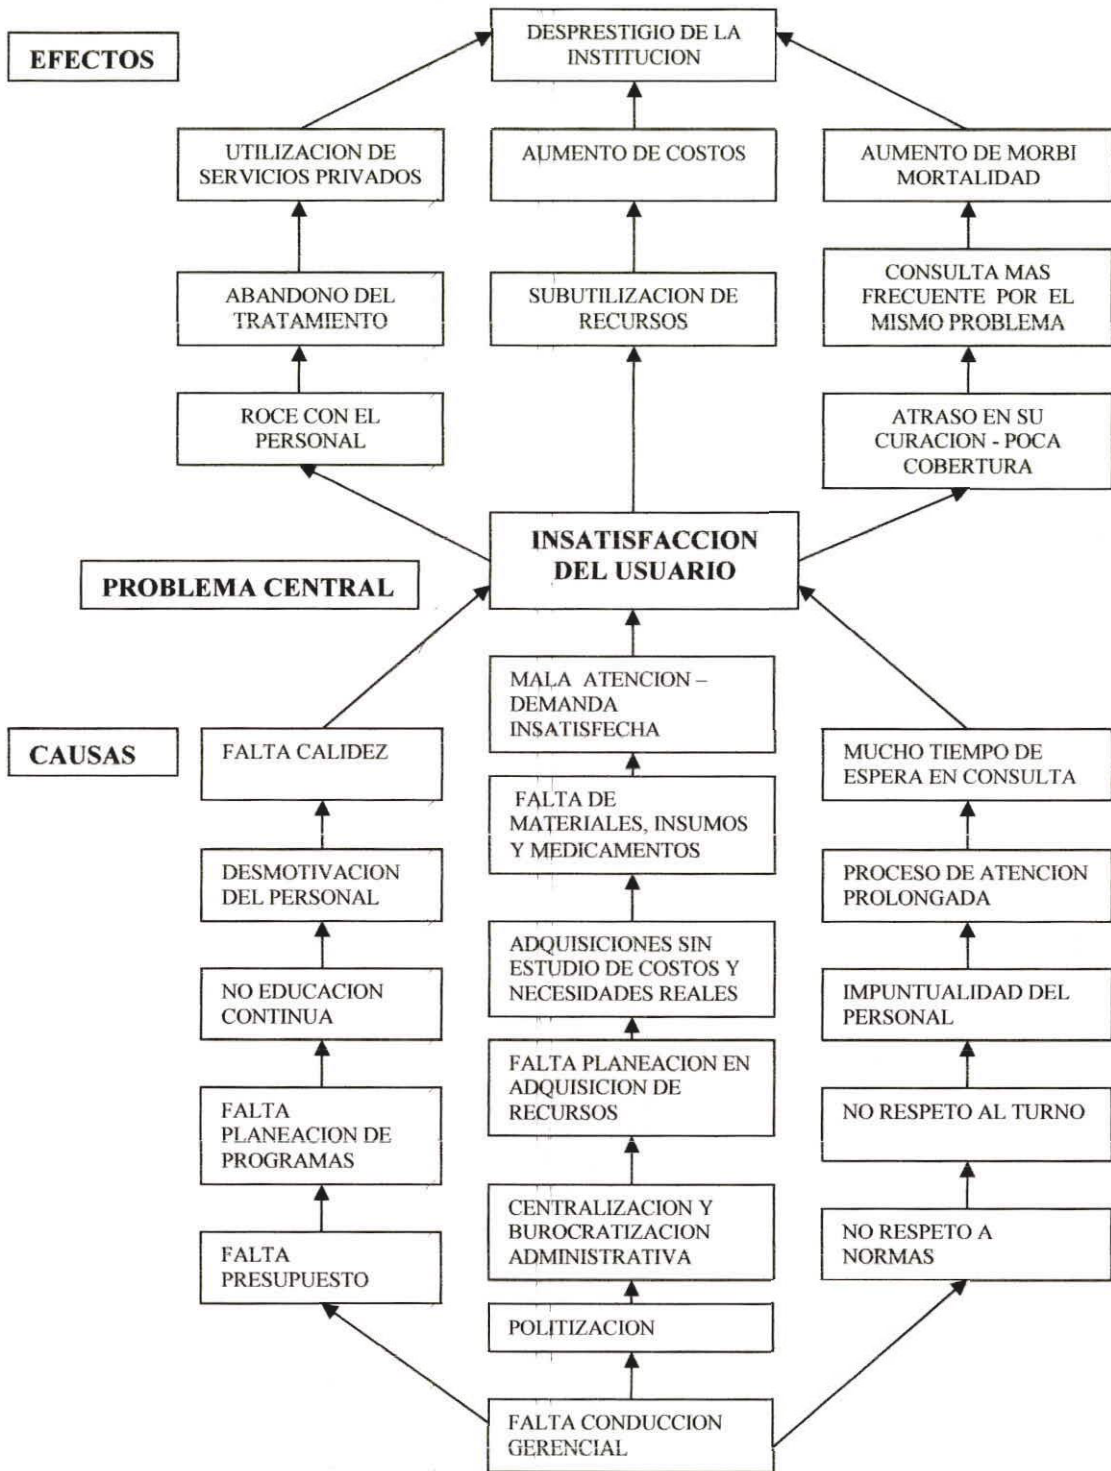 DESPRESTIGIO DE LA
INSTITUCION
EFECTOS
UTILIZACION DE
SERVICIOS PRIVADOS
AUMENTO DE COSTOS
AUMENTO DE MORBI
MORTALIDAD
ABANDONO DEL
TRATAMIENTO
SUBUTILIZACION DE
RECURSOS
CONSULTA MAS
FRECUENTE POR EL
MISMO PROBLEMA
ROCE CON EL
PERSONAL
ATRASO EN SU
CURACION - POCA
COBERTURA
INSATISFACCION
DEL USUARIO
PROBLEMA CENTRAL
CAUSAS
FALTA CALIDEZ
MALA ATENCION –
DEMANDA
INSATISFECHA
MUCHO TIEMPO DE
ESPERA EN CONSULTA
DESMOTIVACION
DEL PERSONAL
FALTA DE
MATERIALES, INSUMOS
Y MEDICAMENTOS
PROCESO DE ATENCION
PROLONGADA
NO EDUCACION
CONTINUA
ADQUISICIONES SIN
ESTUDIO DE COSTOS Y
NECESIDADES REALES
IMPUNTUALIDAD DEL
PERSONAL
FALTA
PLANEACION DE
PROGRAMAS
FALTA PLANEACION EN
ADQUISICION DE
RECURSOS
NO RESPETO AL TURNO
FALTA
PRESUPUESTO
CENTRALIZACION Y
BUROCRATIZACION
ADMINISTRATIVA
NO RESPETO A
NORMAS
POLITIZACION
FALTA CONDUCCION
GERENCIAL